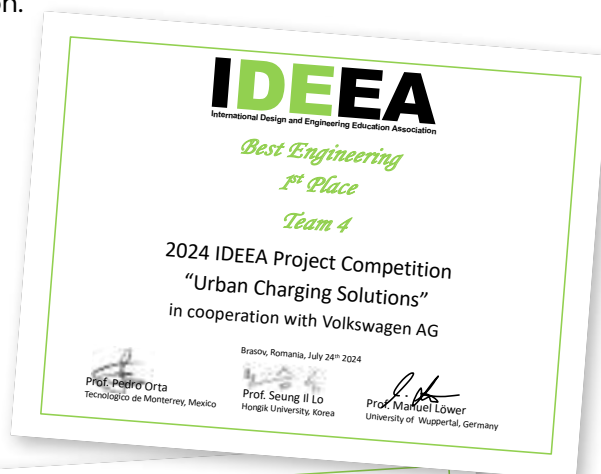 on.
IDEEA
International Design and Engineering Education Association
Best Engineering
1st Place
Team 4
2024 IDEEA Project Competition
“Urban Charging Solutions”
in cooperation with Volkswagen AG
Brasov, Romania, July 24th 2024
Prof. Pedro Orta
Tecnologico de Monterrey, Mexico
Prof. Seung Il Lo
Hongik University, Korea
Prof. Manuel Löwer
University of Wuppertal, Germany